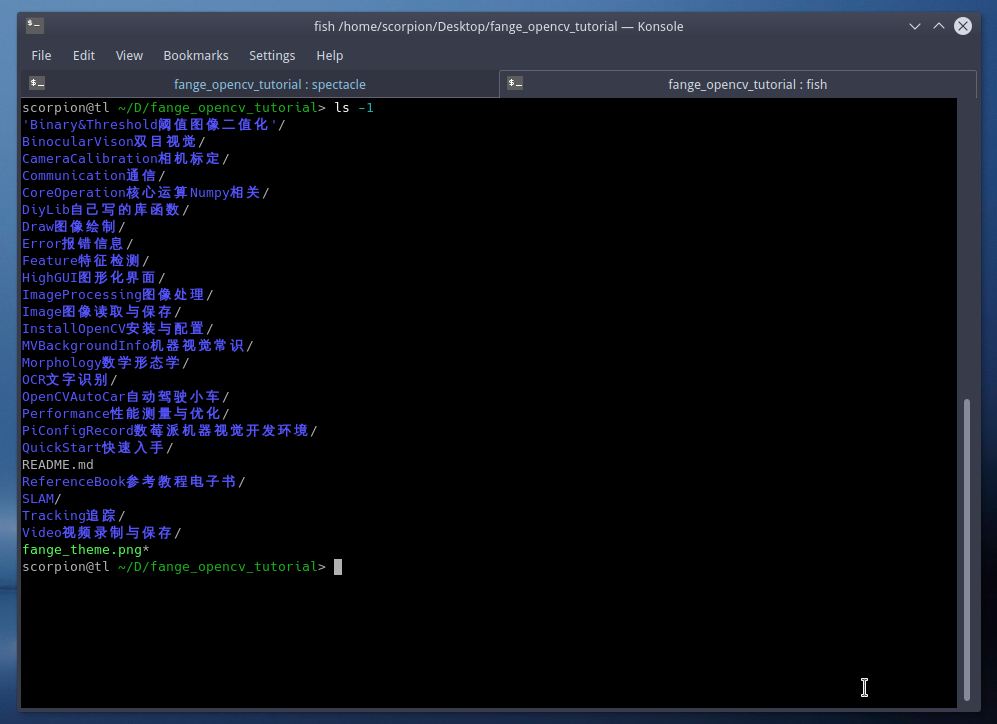 fish /home/scorpion/Desktop/fange_opencv_tutorial — Konsole
File Edit View Bookmarks Settings Help
fange_opencv_tutorial : spectacle fange_opencv_tutorial : fish
scorpion@tl ~/D/fange_opencv_tutorial> ls -1
'Binary&Threshold阈值图像二值化'/
BinocularVison双目视觉/
CameraCalibration相机标定/
Communication通信/
CoreOperation核心运算Numpy相关/
DiyLib自己写的库函数/
Draw图像绘制/
Error报错信息/
Feature特征检测/
HighGUI图形化界面/
ImageProcessing图像处理/
Image图像读取与保存/
InstallOpenCV安装与配置/
MVBackgroundInfo机器视觉常识/
Morphology数学形态学/
OCR文字识别/
OpenCVAutoCar自动驾驶小车/
Performance性能测量与优化/
PiConfigRecord数莓派机器视觉开发环境/
QuickStart快速入手/
README.md
ReferenceBook参考教程电子书/
SLAM/
Tracking追踪/
Video视频录制与保存/
fange_theme.png*
scorpion@tl ~/D/fange_opencv_tutorial>